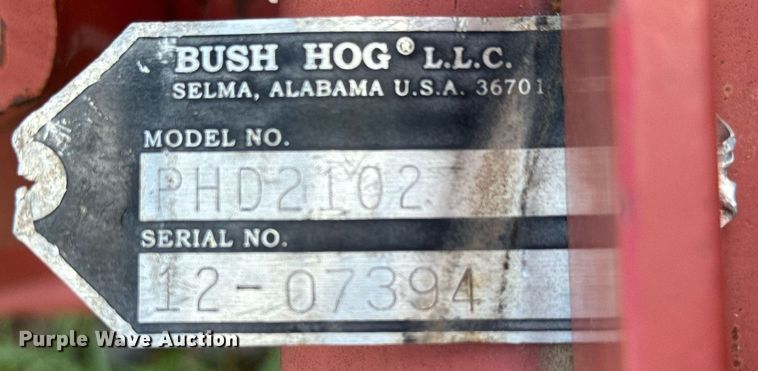 BUSH HOG® L.L.C.
SELMA, ALABAMA U.S.A. 36701
MODEL NO.
PHD2102
SERIAL NO.
12-07394
Purple Wave Auction